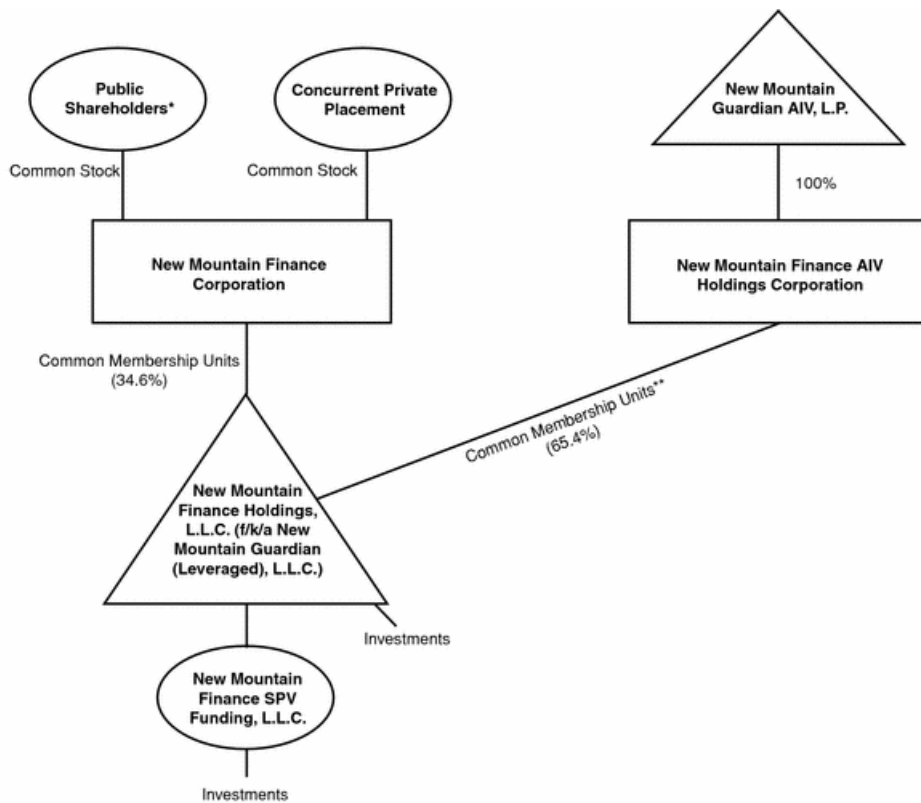 Public
Shareholders*
Concurrent Private
Placement
New Mountain
Guardian AIV, L.P.
Common Stock
Common Stock
100%
New Mountain Finance
Corporation
New Mountain Finance AIV
Holdings Corporation
Common Membership Units
(34.6%)
Common Membership Units**
(65.4%)
New Mountain
Finance Holdings,
L.L.C. (f/k/a New
Mountain Guardian
(Leveraged), L.L.C.)
Investments
New Mountain
Finance SPV
Funding, L.L.C.
Investments